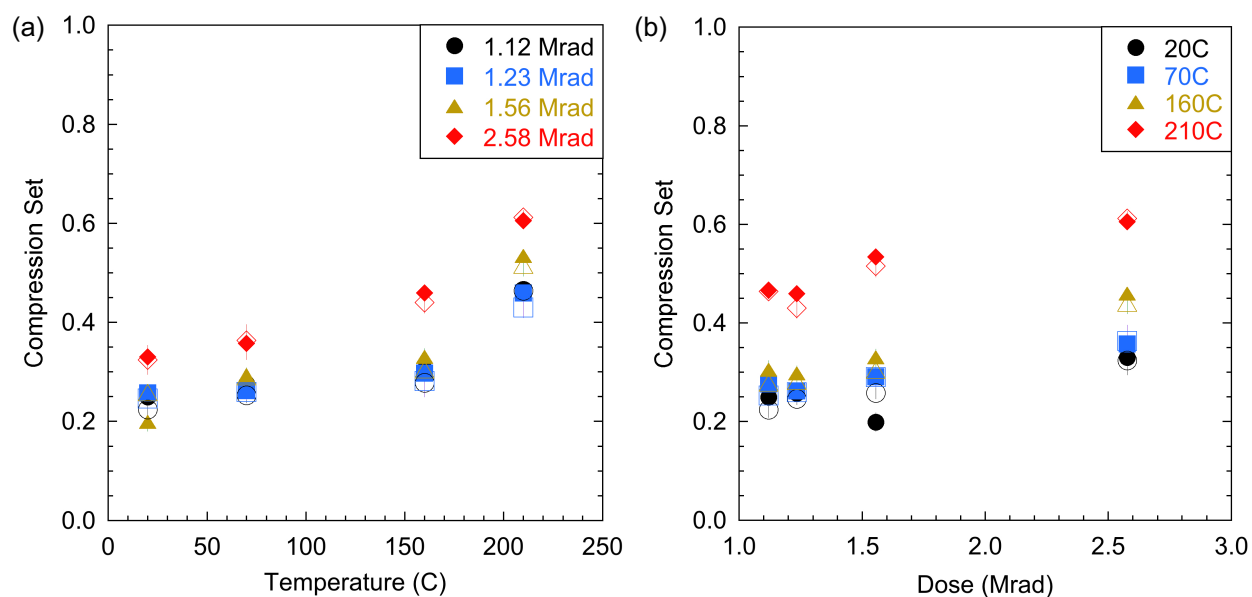 (a)
1.0
0.8
0.6
0.4
0.2
0.0
Compression Set
1.12 Mrad
1.23 Mrad
1.56 Mrad
2.58 Mrad
0
50
100
150
200
250
Temperature (C)
(b)
1.0
0.8
0.6
0.4
0.2
0.0
Compression Set
20C
70C
160C
210C
1.0
1.5
2.0
2.5
3.0
Dose (Mrad)